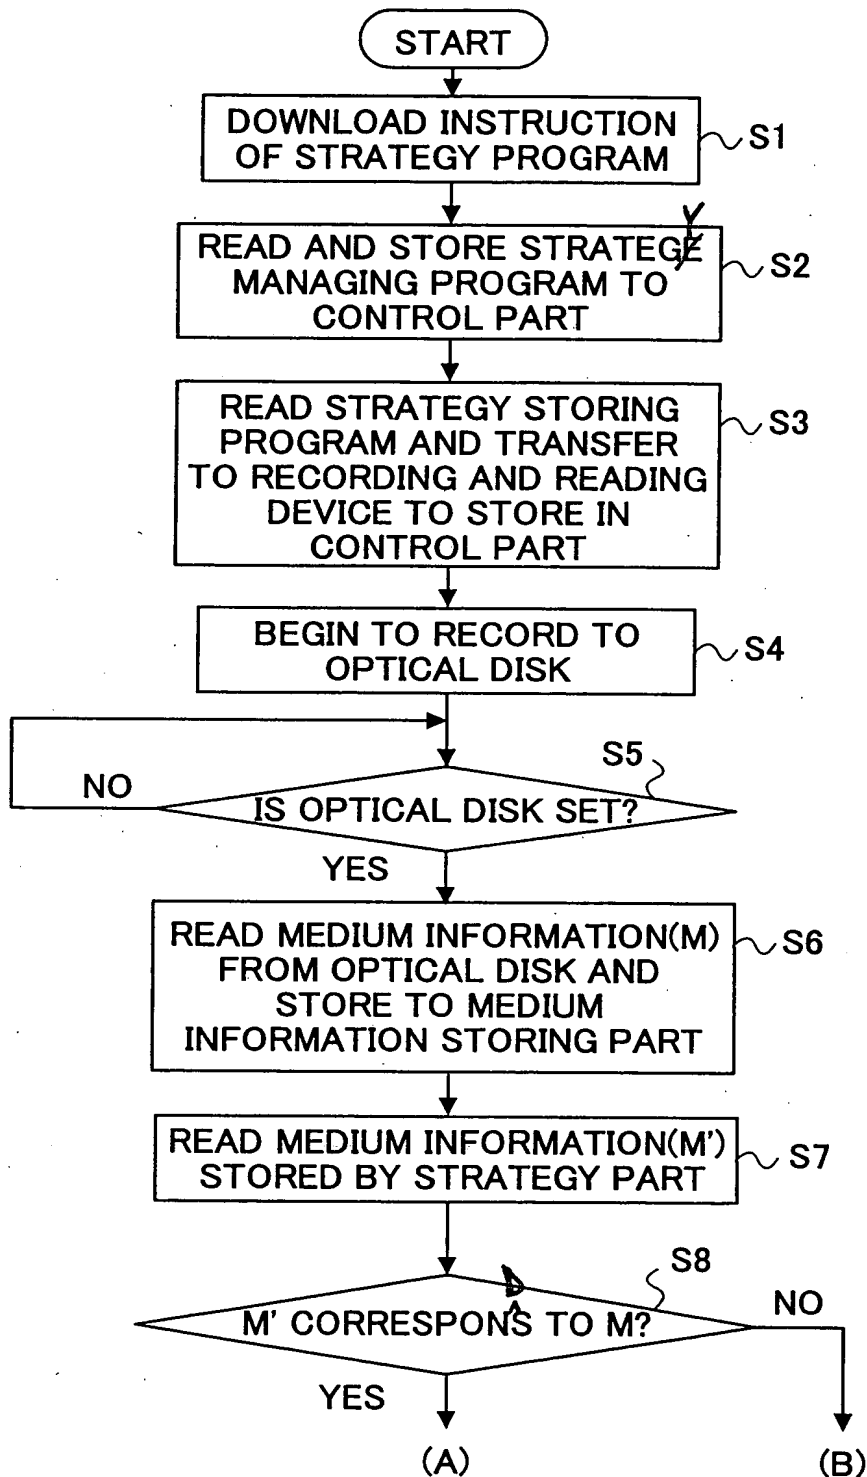 START
DOWNLOAD INSTRUCTION
OF STRATEGY PROGRAM
S1
READ AND STORE STRATEGE
Y
MANAGING PROGRAM TO
CONTROL PART
S2
READ STRATEGY STORING
PROGRAM AND TRANSFER
TO RECORDING AND READING
DEVICE TO STORE IN
CONTROL PART
S3
BEGIN TO RECORD TO
OPTICAL DISK
S4
S5
NO
IS OPTICAL DISK SET?
YES
READ MEDIUM INFORMATION(M)
FROM OPTICAL DISK AND
STORE TO MEDIUM
INFORMATION STORING PART
S6
READ MEDIUM INFORMATION(M')
STORED BY STRATEGY PART
S7
S8
D
M' CORRESPONS TO M?
NO
YES
(A)
(B)